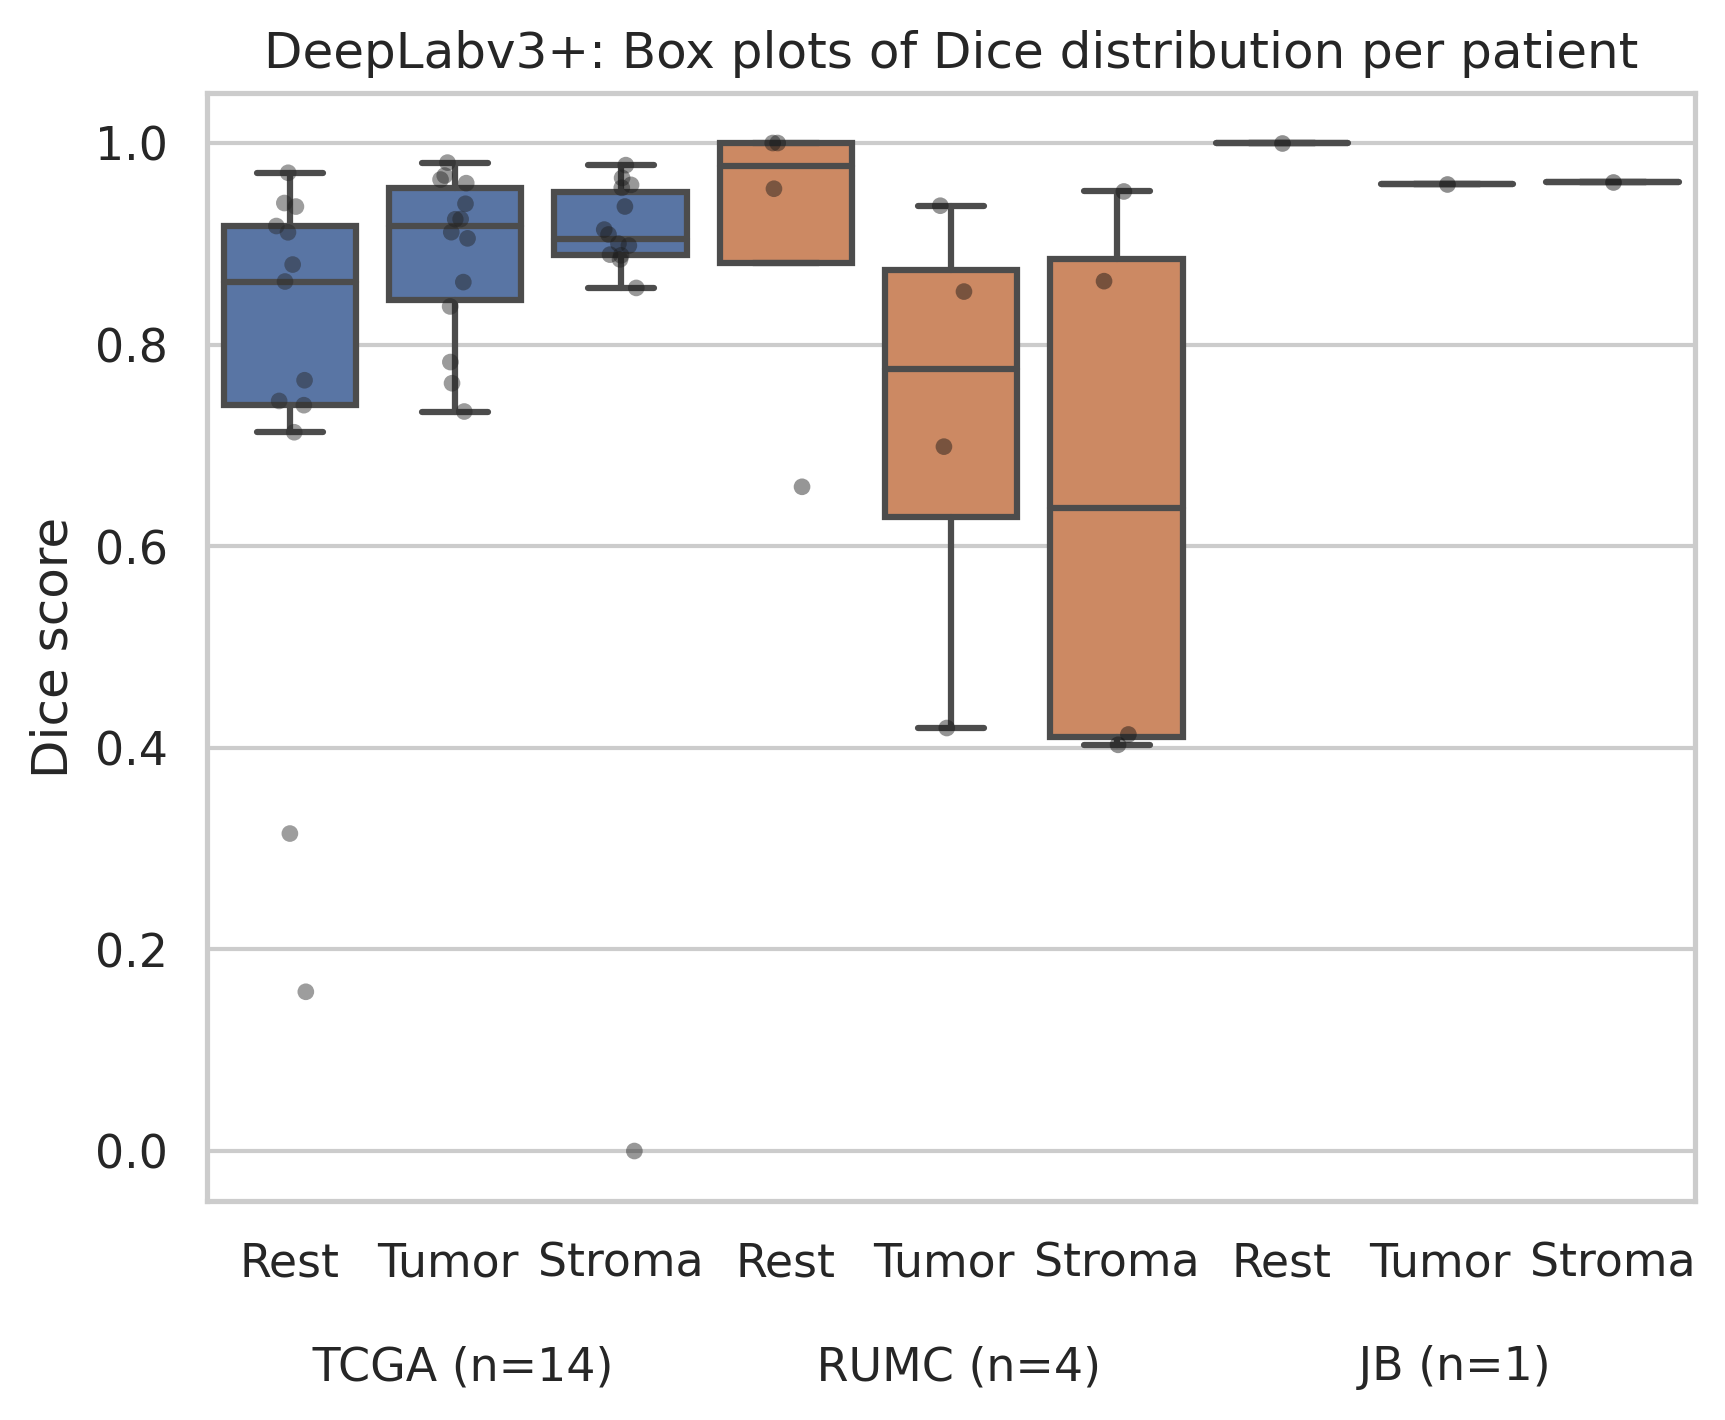 DeepLabv3+: Box plots of Dice distribution per patient
Dice score
1.0
0.8
0.6
0.4
0.2
0.0
Rest Tumor Stroma Rest Tumor Stroma Rest Tumor Stroma
TCGA (n=14) RUMC (n=4) JB (n=1)